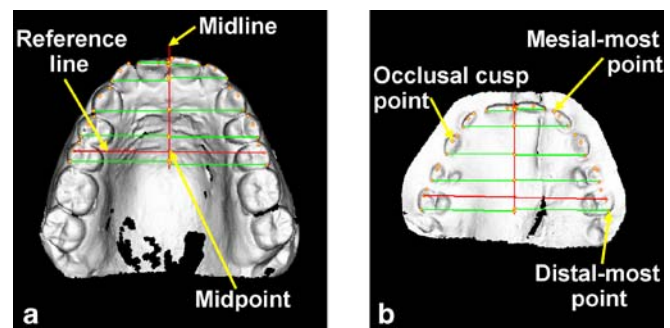 Midline
Reference
line
Midpoint
a
Mesial-most
point
Occlusal cusp
point
Distal-most
point
b